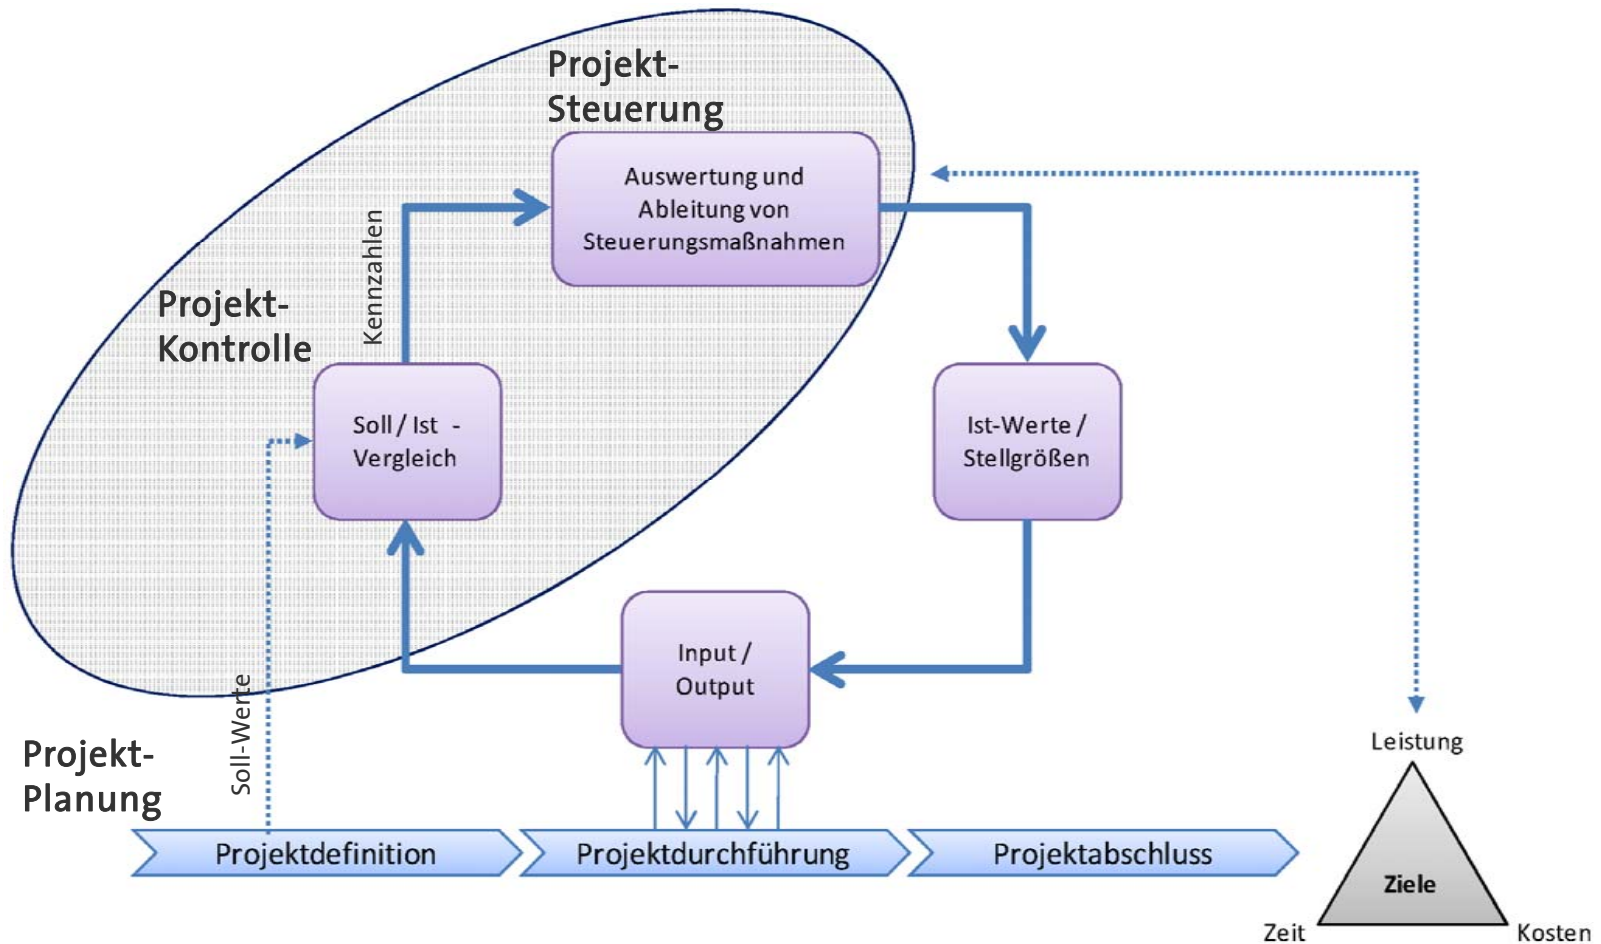 Projekt-
Steuerung
Auswertung und
Ableitung von
Steuerungsmaßnahmen
Kennzahlen
Projekt-
Kontrolle
Soll / Ist -
Vergleich
Ist-Werte /
Stellgrößen
Input /
Output
Soll-Werte
Projekt-
Planung
Projektdefinition
Projektdurchführung
Projektabschluss
Leistung
Ziele
Zeit
Kosten